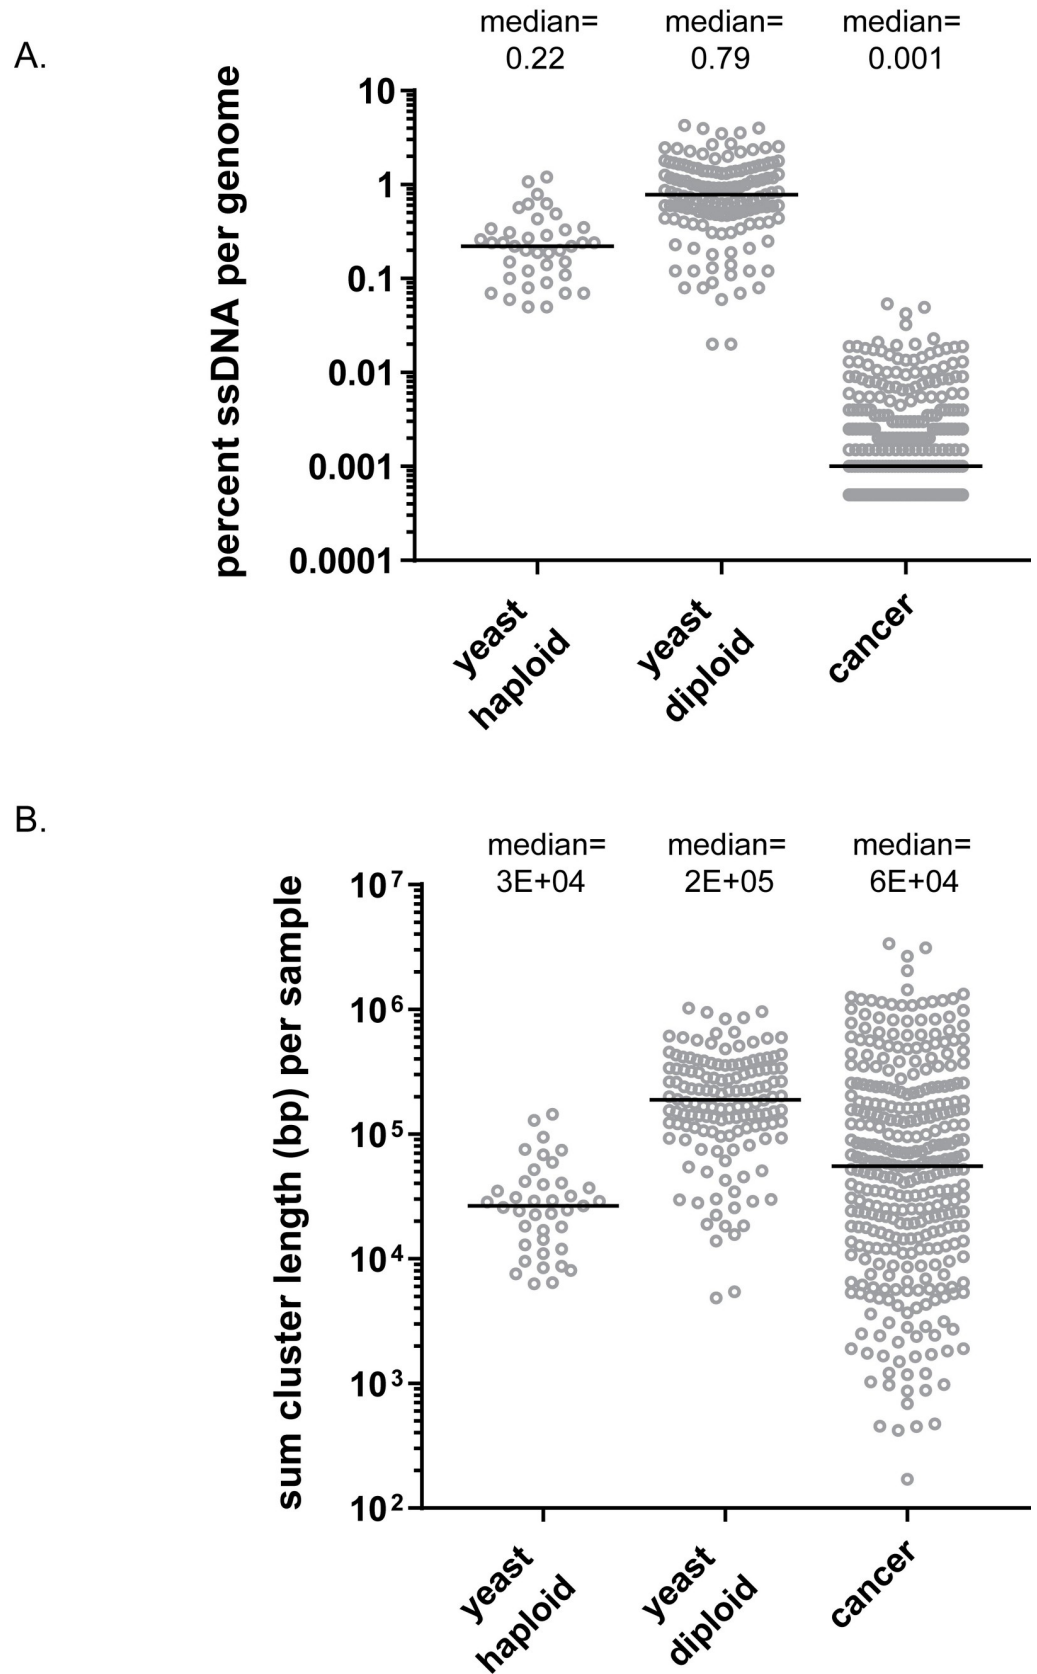 A.
median=
0.22
median=
0.79
median=
0.001
percent ssDNA per genome
10
1
0.1
0.01
0.001
0.0001
yeast
haploid
yeast
diploid
cancer
B.
median=
3E+04
median=
2E+05
median=
6E+04
sum cluster length (bp) per sample
10⁷
10⁶
10⁵
10⁴
10³
10²
yeast
haploid
yeast
diploid
cancer